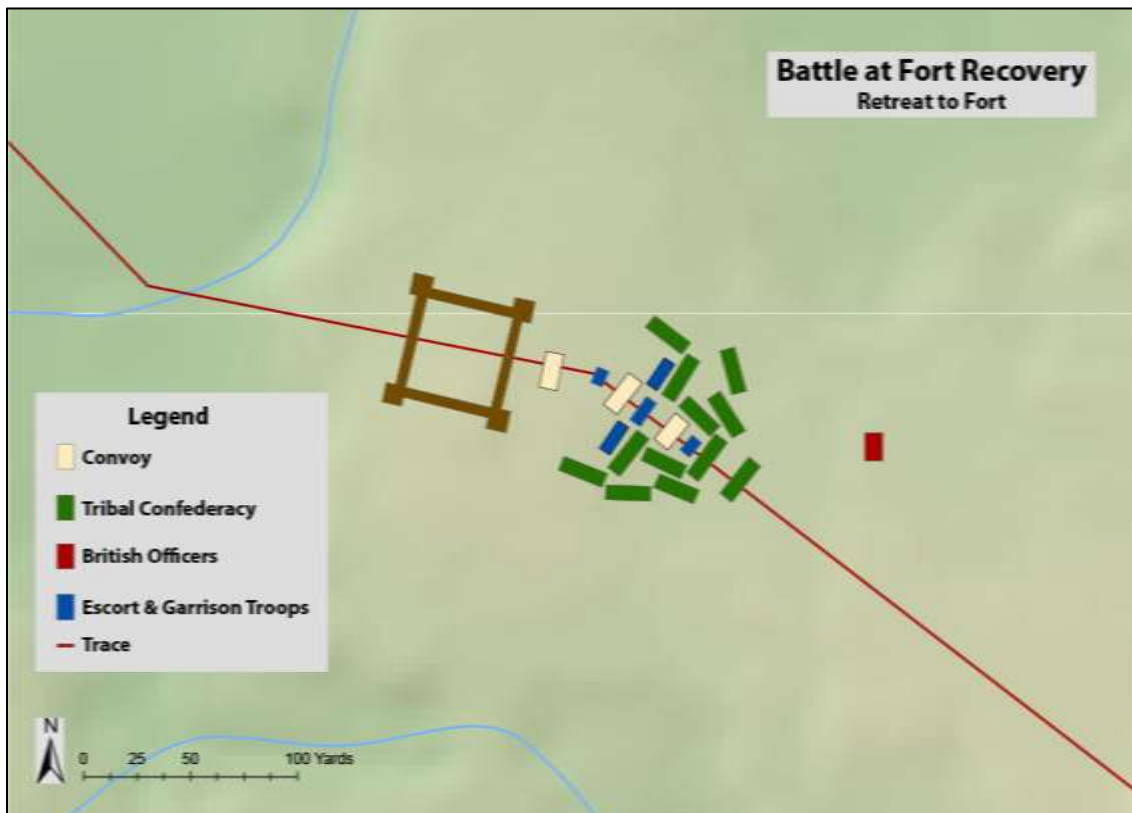 Battle at Fort Recovery
Retreat to Fort
Legend
Convoy
Tribal Confederacy
British Officers
Escort & Garrison Troops
Trace
N
0 25 50 100 Yards